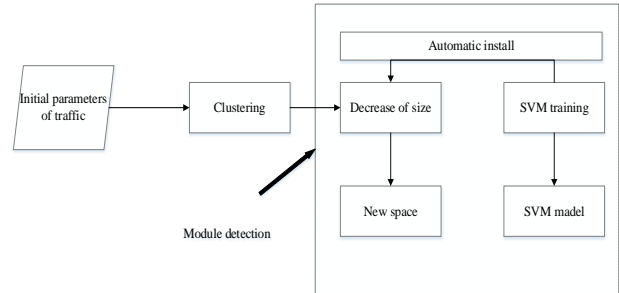 Automatic install
Initial parameters
of traffic
Clustering
Decrease of size
SVM training
New space
SVM madel
Module detection